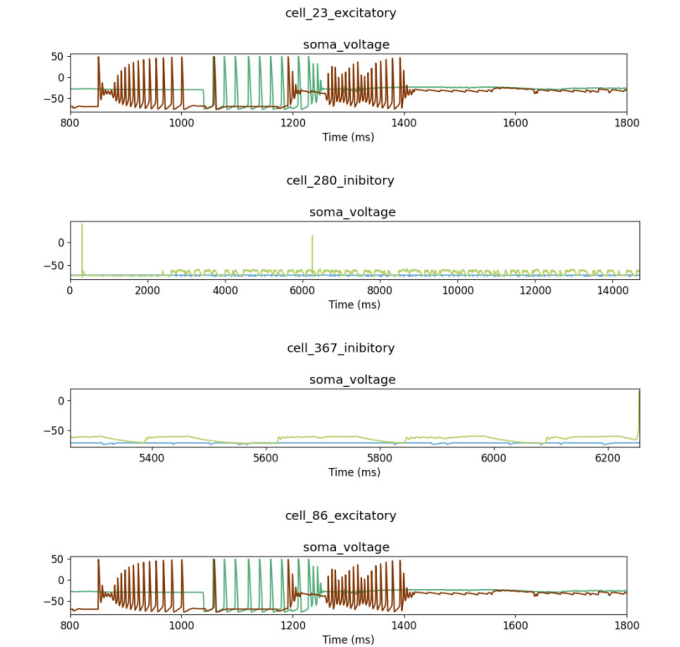 cell_23_excitatory
soma_voltage
50
0
−50
800 1000 1200 1400 1600 1800
Time (ms)
cell_280_inibitory
soma_voltage
0
−50
0 2000 4000 6000 8000 10000 12000 14000
Time (ms)
cell_367_inibitory
soma_voltage
0
−50
5400 5600 5800 6000 6200
Time (ms)
cell_86_excitatory
soma_voltage
50
0
−50
800 1000 1200 1400 1600 1800
Time (ms)